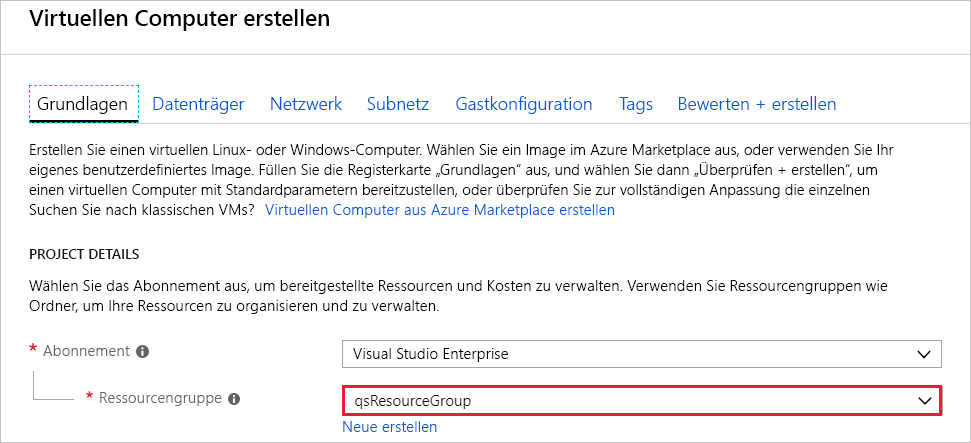 Virtuellen Computer erstellen
Grundlagen Datenträger Netzwerk Subnetz Gastkonfiguration Tags Bewerten + erstellen
Erstellen Sie einen virtuellen Linux- oder Windows-Computer. Wählen Sie ein Image im Azure Marketplace aus, oder verwenden Sie Ihr
eigenes benutzerdefiniertes Image. Füllen Sie die Registerkarte „Grundlagen“ aus, und wählen Sie dann „Überprüfen + erstellen“, um
einen virtuellen Computer mit Standardparametern bereitzustellen, oder überprüfen Sie zur vollständigen Anpassung die einzelnen
Suchen Sie nach klassischen VMs? Virtuellen Computer aus Azure Marketplace erstellen
PROJECT DETAILS
Wählen Sie das Abonnement aus, um bereitgestellte Ressourcen und Kosten zu verwalten. Verwenden Sie Ressourcengruppen wie
Ordner, um Ihre Ressourcen zu organisieren und zu verwalten.
* Abonnement Visual Studio Enterprise
* Ressourcengruppe qsResourceGroup
Neue erstellen